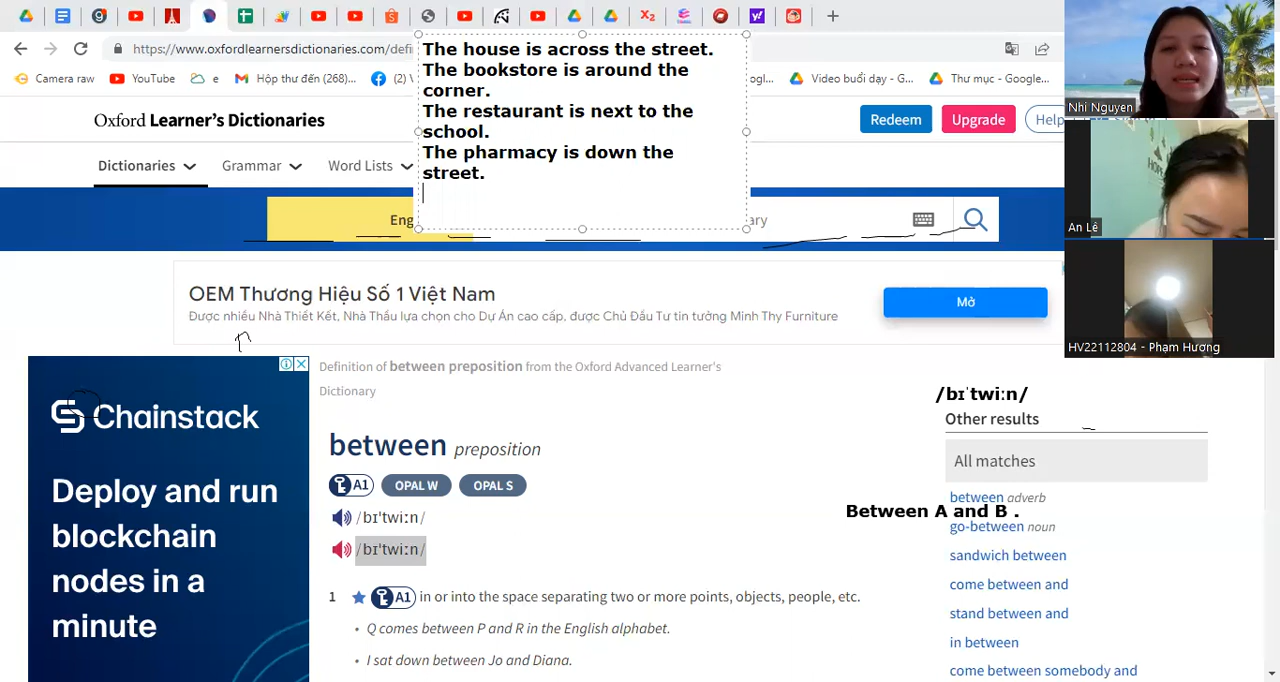 https://www.oxfordlearnersdictionaries.com/defi
Camera raw
YouTube
e
Hộp thư đến (268)...
(2)
ogl...
Video buổi dạy - G...
Thư mục - Google...
The house is across the street.
The bookstore is around the
corner.
The restaurant is next to the
school.
The pharmacy is down the
street.
Oxford Learner's Dictionaries
Redeem
Upgrade
Help
Dictionaries
Grammar
Word Lists
Eng
ary
Nhi Nguyen
An Lê
HV22112804 - Phạm Hương
OEM Thương Hiệu Số 1 Việt Nam
Được nhiều Nhà Thiết Kết, Nhà Thầu lựa chọn cho Dự Án cao cấp, được Chủ Đầu Tư tin tưởng Minh Thy Furniture
Mở
Chainstack
Deploy and run
blockchain
nodes in a
minute
Definition of between preposition from the Oxford Advanced Learner's
Dictionary
between preposition
A1 OPAL W OPAL S
/bɪˈtwiːn/
/bɪˈtwiːn/
1 A1 in or into the space separating two or more points, objects, people, etc.
• Q comes between P and R in the English alphabet.
• I sat down between Jo and Diana.
/bɪˈtwiːn/
Other results
All matches
between adverb
Between A and B .
go-between noun
sandwich between
come between and
stand between and
in between
come between somebody and